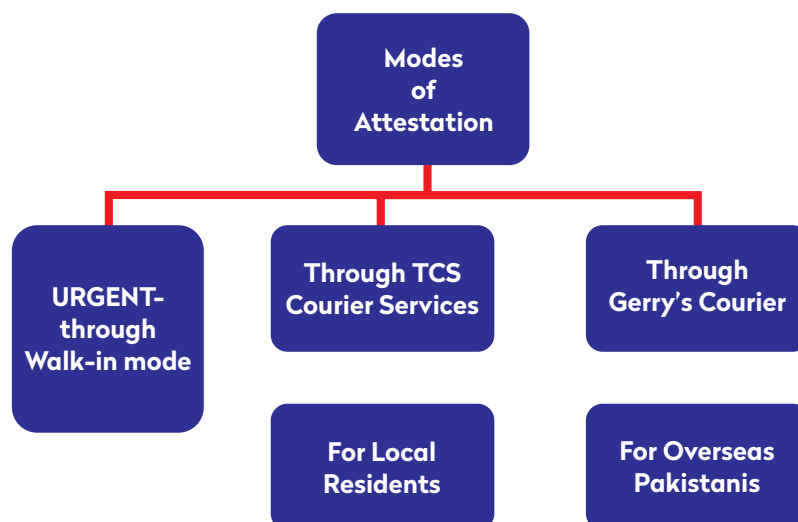 Modes
of
Attestation
URGENT-
through
Walk-in mode
Through TCS
Courier Services
Through
Gerry’s Courier
For Local
Residents
For Overseas
Pakistanis